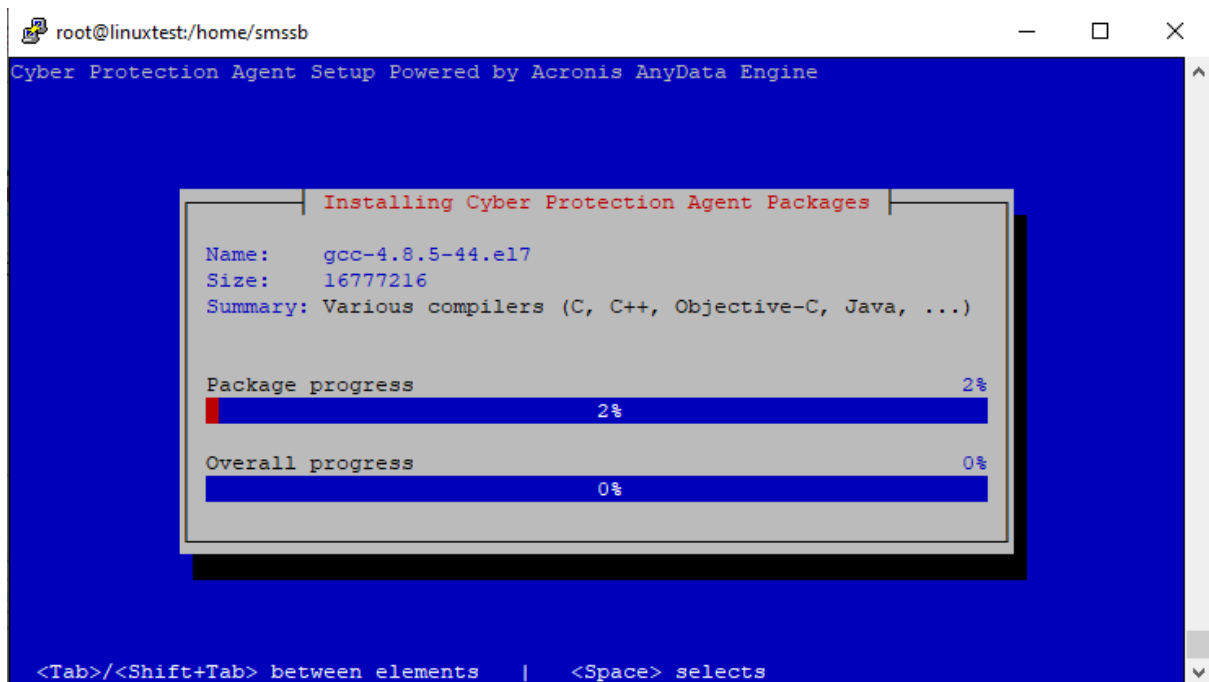 root@linuxtest:/home/smssb
Cyber Protection Agent Setup Powered by Acronis AnyData Engine
Installing Cyber Protection Agent Packages
Name: gcc-4.8.5-44.el7
Size: 16777216
Summary: Various compilers (C, C++, Objective-C, Java, ...)
Package progress 2%
2%
Overall progress 0%
0%
<Tab>/<Shift+Tab> between elements | <Space> selects